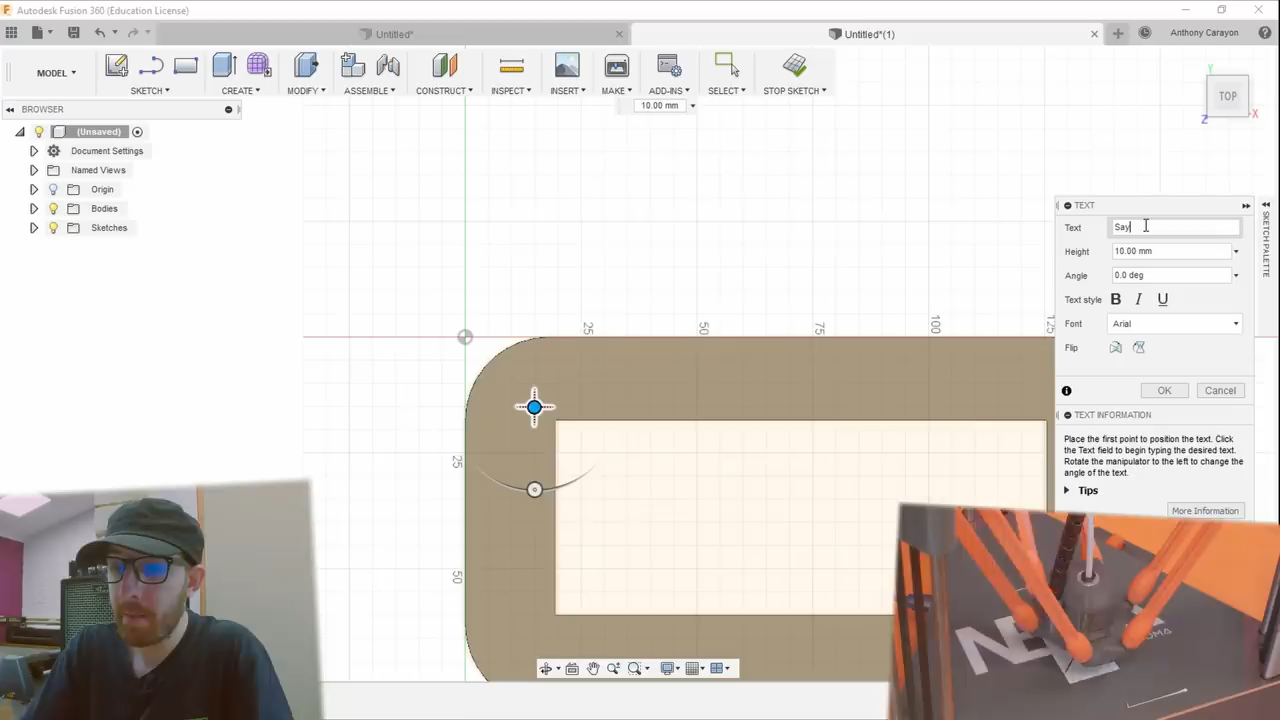 Autodesk Fusion 360 (Education License)
Untitled*
Untitled*(1)
Anthony Carayon
MODEL
SKETCH
CREATE
MODIFY
ASSEMBLE
CONSTRUCT
INSPECT
INSERT
MAKE
ADD-INS
SELECT
STOP SKETCH
10.00 mm
BROWSER
(Unsaved)
Document Settings
Named Views
Origin
Bodies
Sketches
Y
TOP
Z
X
25
50
75
100
125
25
50
TEXT
Text
Say
Height
10.00 mm
Angle
0.0 deg
Text style
B
I
U
Font
Arial
Flip
OK
Cancel
SKETCH PALETTE
TEXT INFORMATION
Place the first point to position the text. Click
the Text field to begin typing the desired text.
Rotate the manipulator to the left to change the
angle of the text.
Tips
More Information